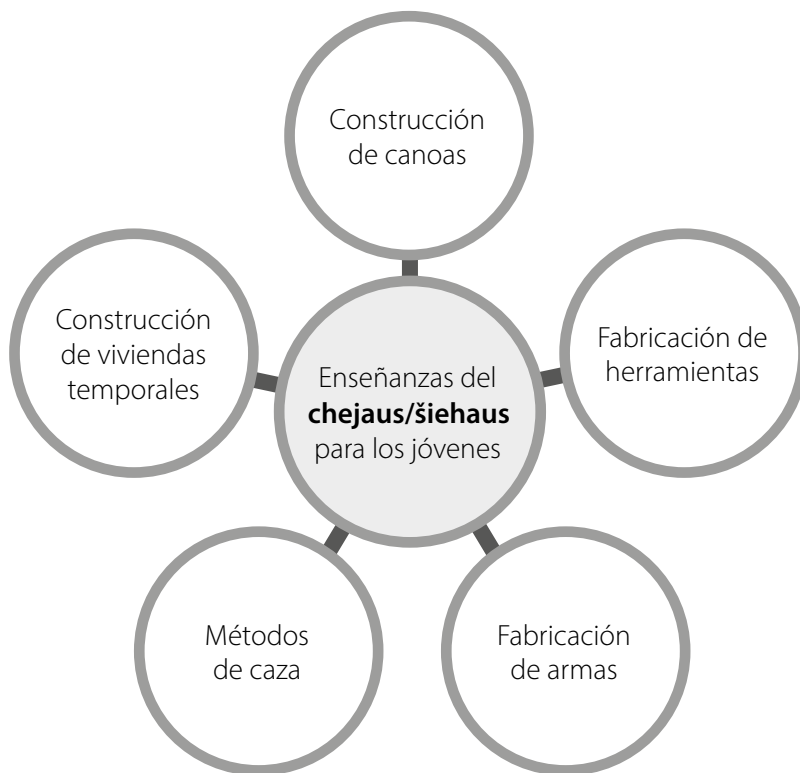 Construcción
de canoas
Construcción
de viviendas
temporales
Fabricación de
herramientas
Enseñanzas del
chejaus/šiehaus
para los jóvenes
Métodos
de caza
Fabricación
de armas